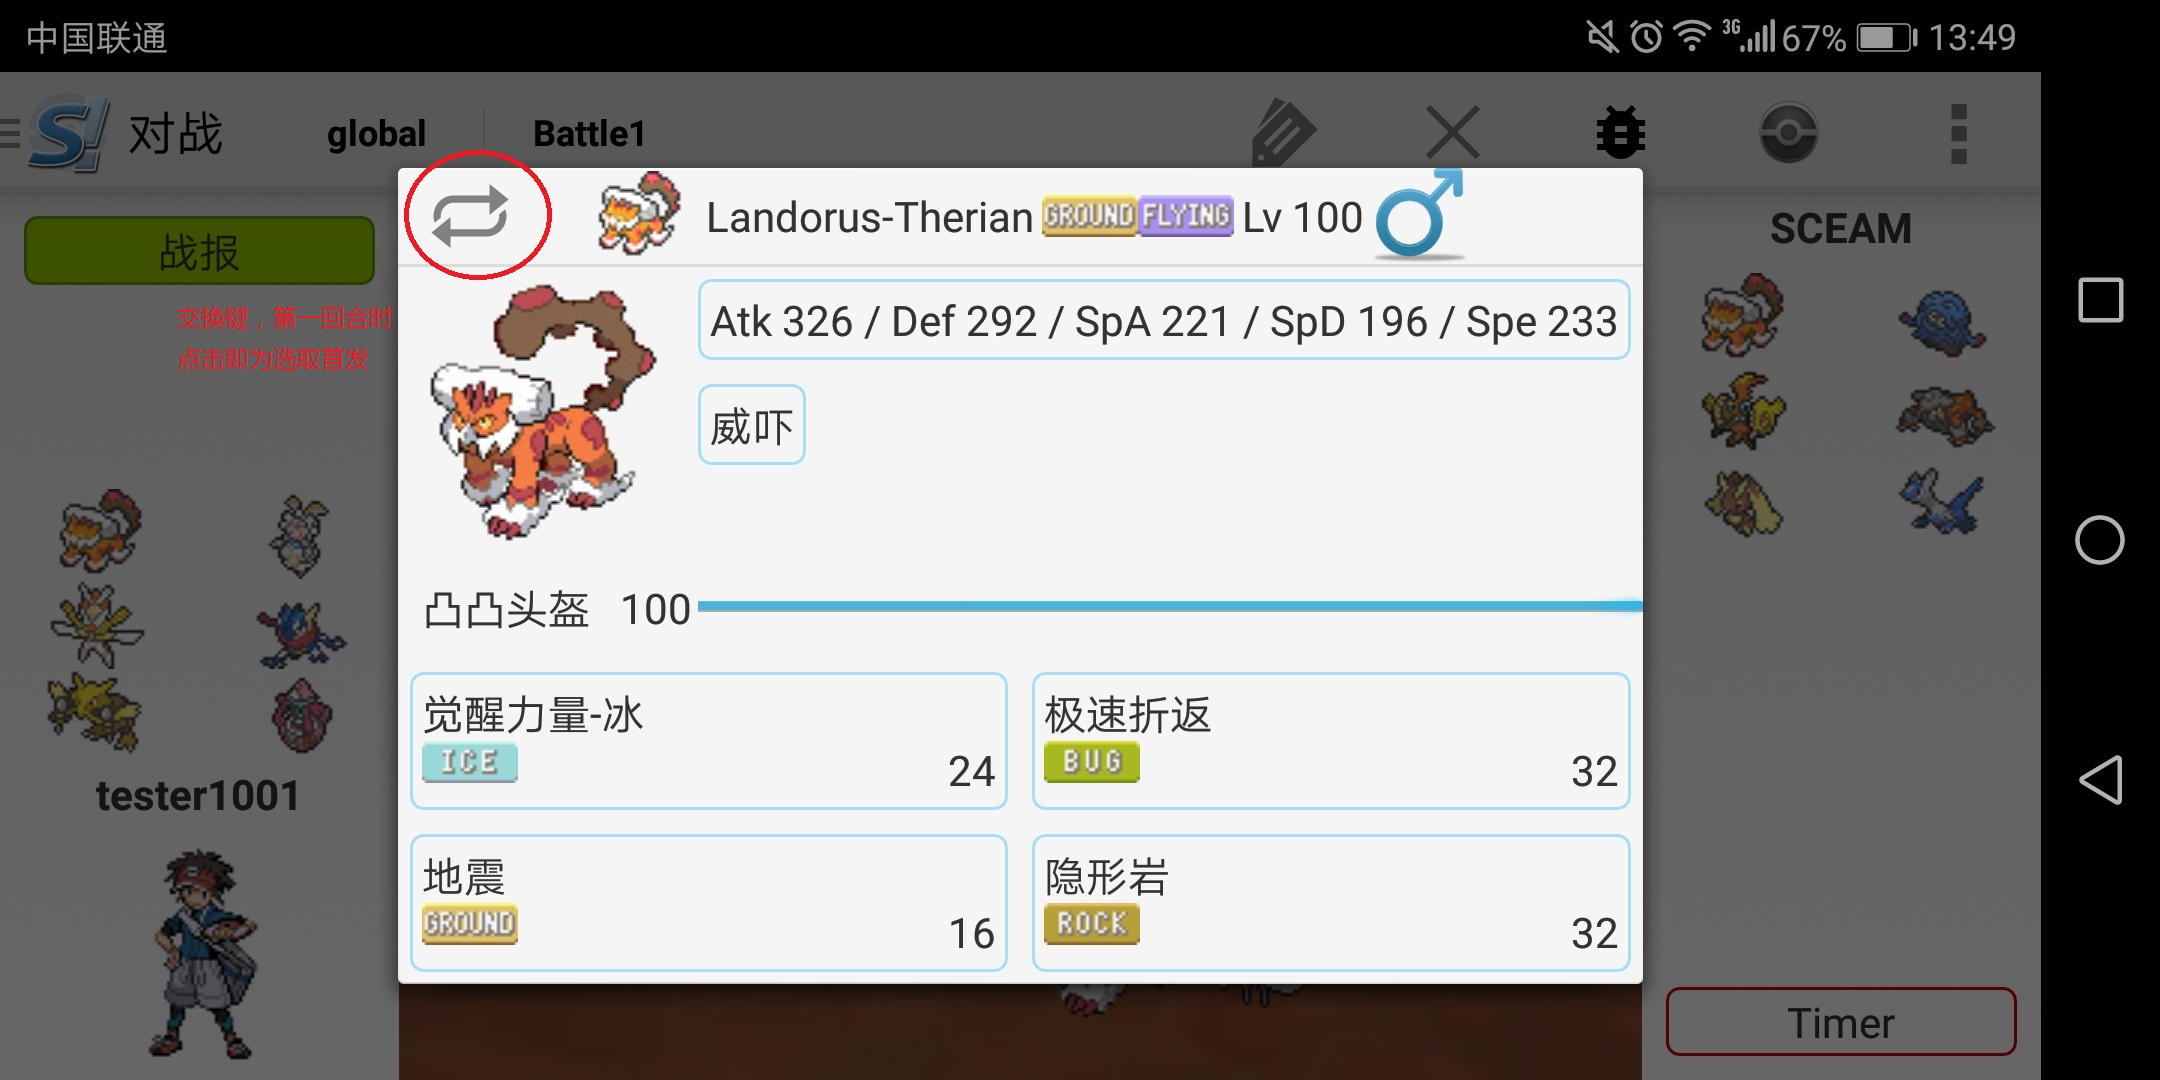 中国联通
3G 67% 13:49
S! 对战 global Battle1
Landorus-Therian GROUND FLYING Lv 100
SCEAM
战报
交换键，第一回合时
点击即为选取首发
Atk 326 / Def 292 / SpA 221 / SpD 196 / Spe 233
威吓
凸凸头盔 100
觉醒力量-冰
ICE 24
极速折返
BUG 32
地震
GROUND 16
隐形岩
ROCK 32
tester1001
Timer